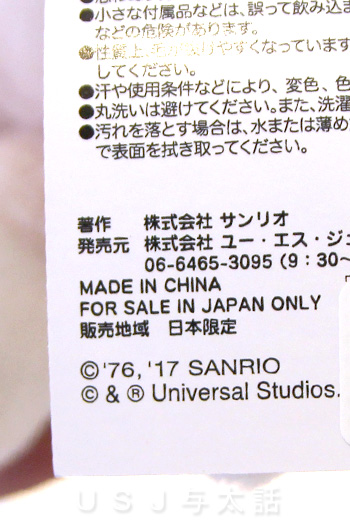 ●小さな付属品などは、誤って飲み込ま
などの危険があります。
●性質上、毛が抜けやすくなっています
してください。
●汗や使用条件などにより、変色、色
●丸洗いは避けてください。また、洗濯
●汚れを落とす場合は、水または薄め
で表面を拭き取ってください。
著作　株式会社 サンリオ
発売元　株式会社 ユー・エス・ジェ
06-6465-3095 (9:30~
MADE IN CHINA
FOR SALE IN JAPAN ONLY
販売地域　日本限定
©'76, '17 SANRIO
© & ® Universal Studios.
USJ与太話